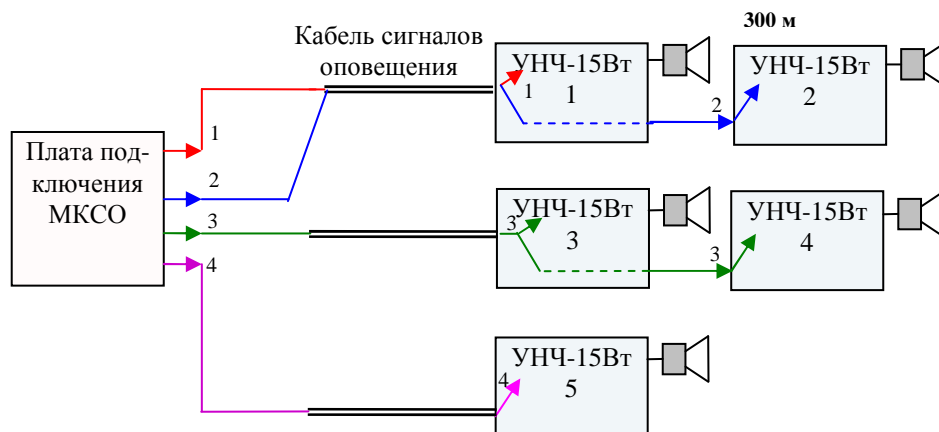 300 м
Кабель сигналов
оповещения
УНЧ-15Вт
1
1
УНЧ-15Вт
2
2
Плата под-
ключения
МКСО
1
2
3
4
УНЧ-15Вт
3
3
УНЧ-15Вт
4
3
УНЧ-15Вт
5
4